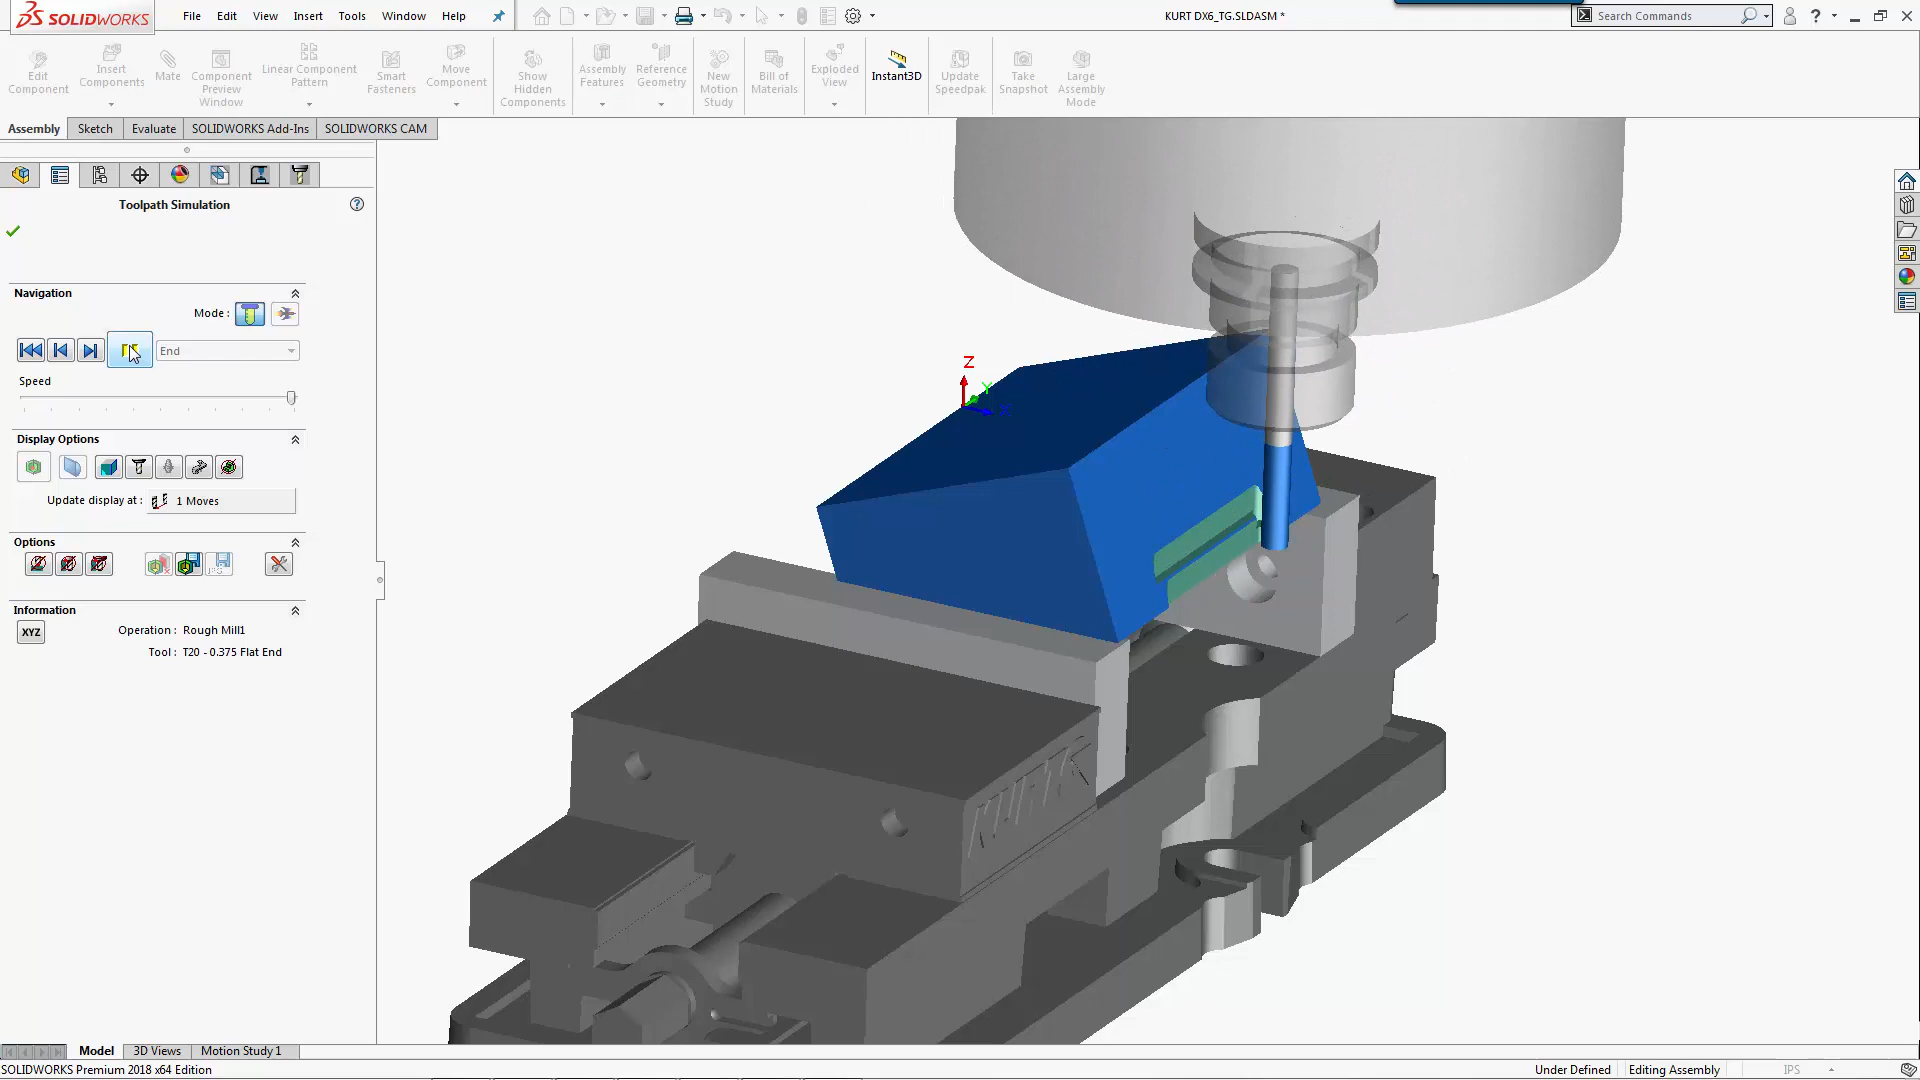 SOLIDWORKS
File Edit View Insert Tools Window Help
KURT DX6_TG.SLDASM *
Search Commands
?
Edit Component
Insert Components
Mate
Component Preview Window
Linear Component Pattern
Smart Fasteners
Move Component
Show Hidden Components
Assembly Features
Reference Geometry
New Motion Study
Bill of Materials
Exploded View
Instant3D
Update Speedpak
Take Snapshot
Large Assembly Mode
Assembly Sketch Evaluate SOLIDWORKS Add-Ins SOLIDWORKS CAM
Toolpath Simulation
?
Navigation
Mode :
End
Speed
Display Options
Update display at : 1 Moves
Options
Information
XYZ
Operation : Rough Mill1
Tool : T20 - 0.375 Flat End
Z
Y
X
KURT
Model 3D Views Motion Study 1
SOLIDWORKS Premium 2018 x64 Edition
Under Defined Editing Assembly IPS